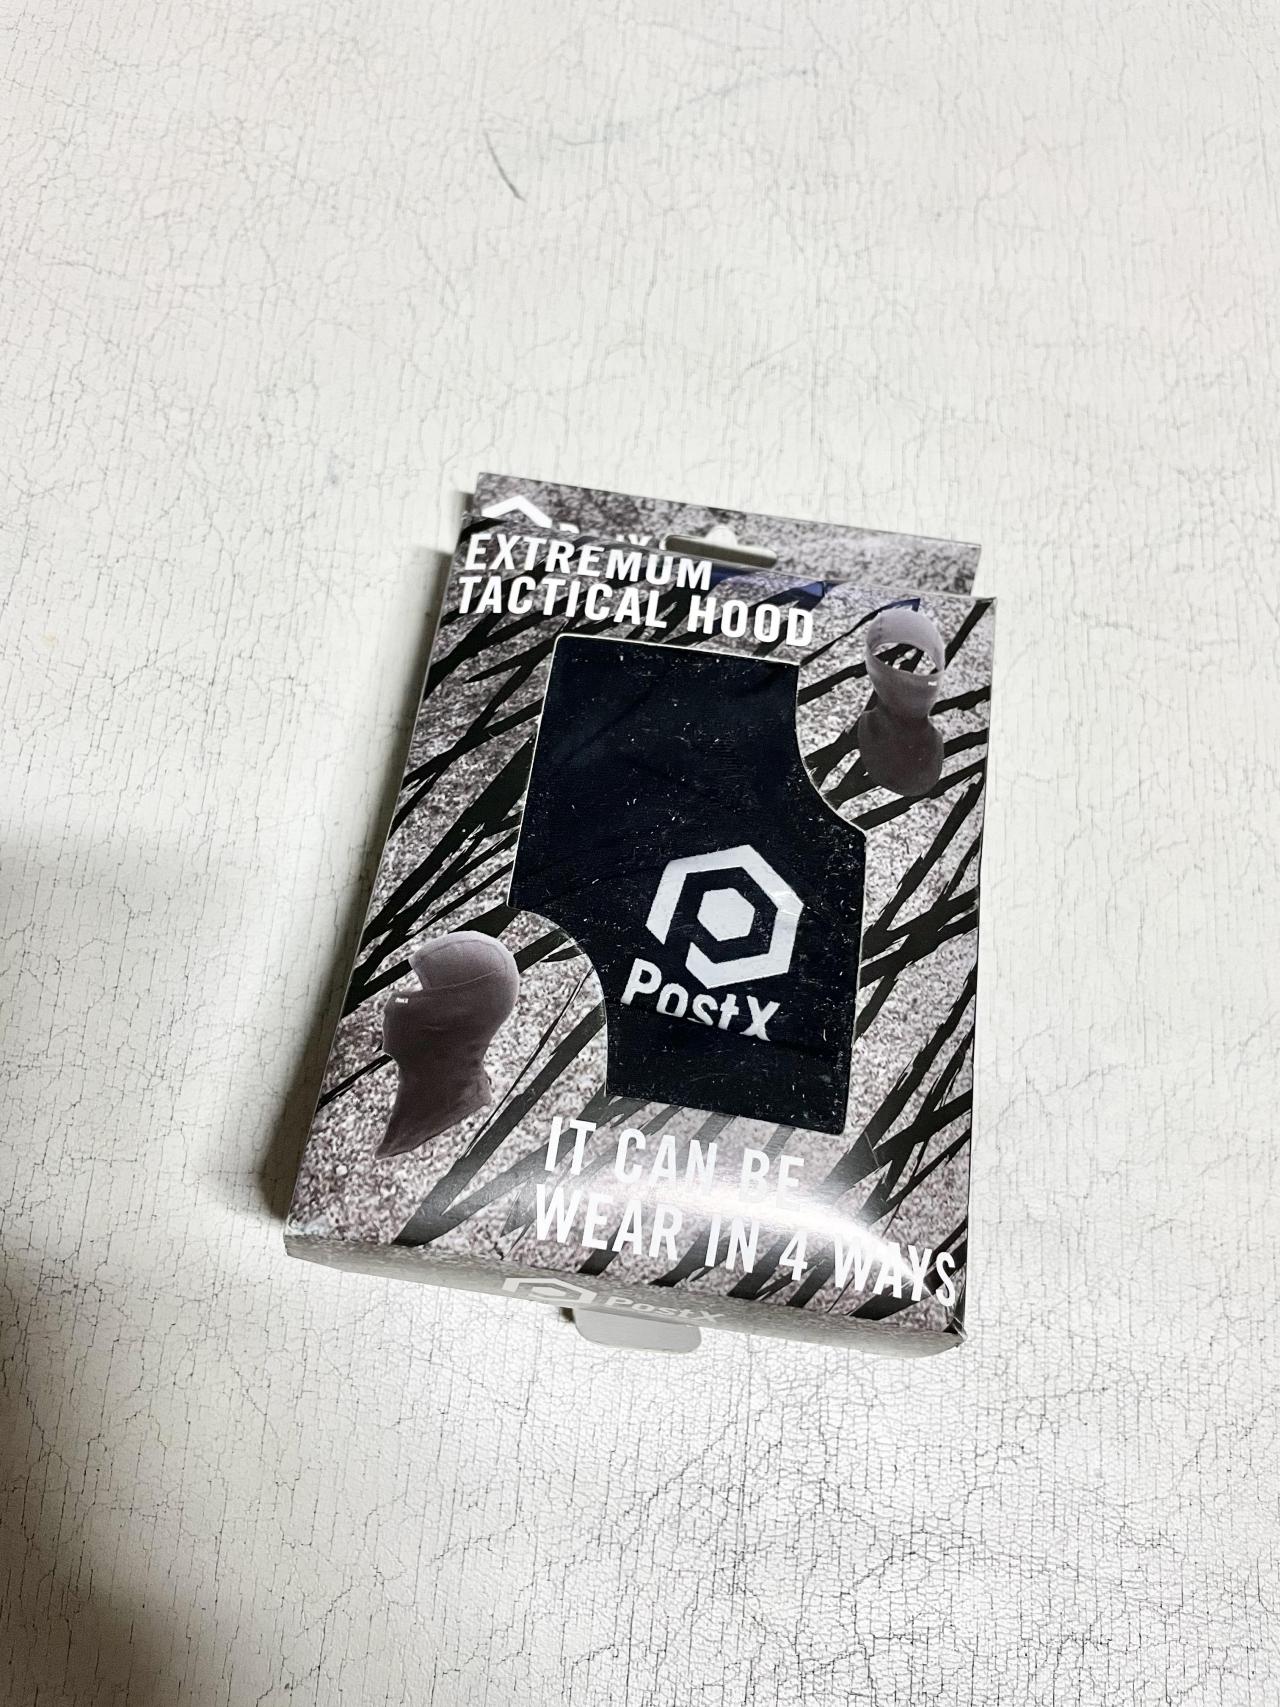 EXTREMUM
TACTICAL HOOD
PostX
IT CAN BE
WEAR IN 4 WAYS
PostX